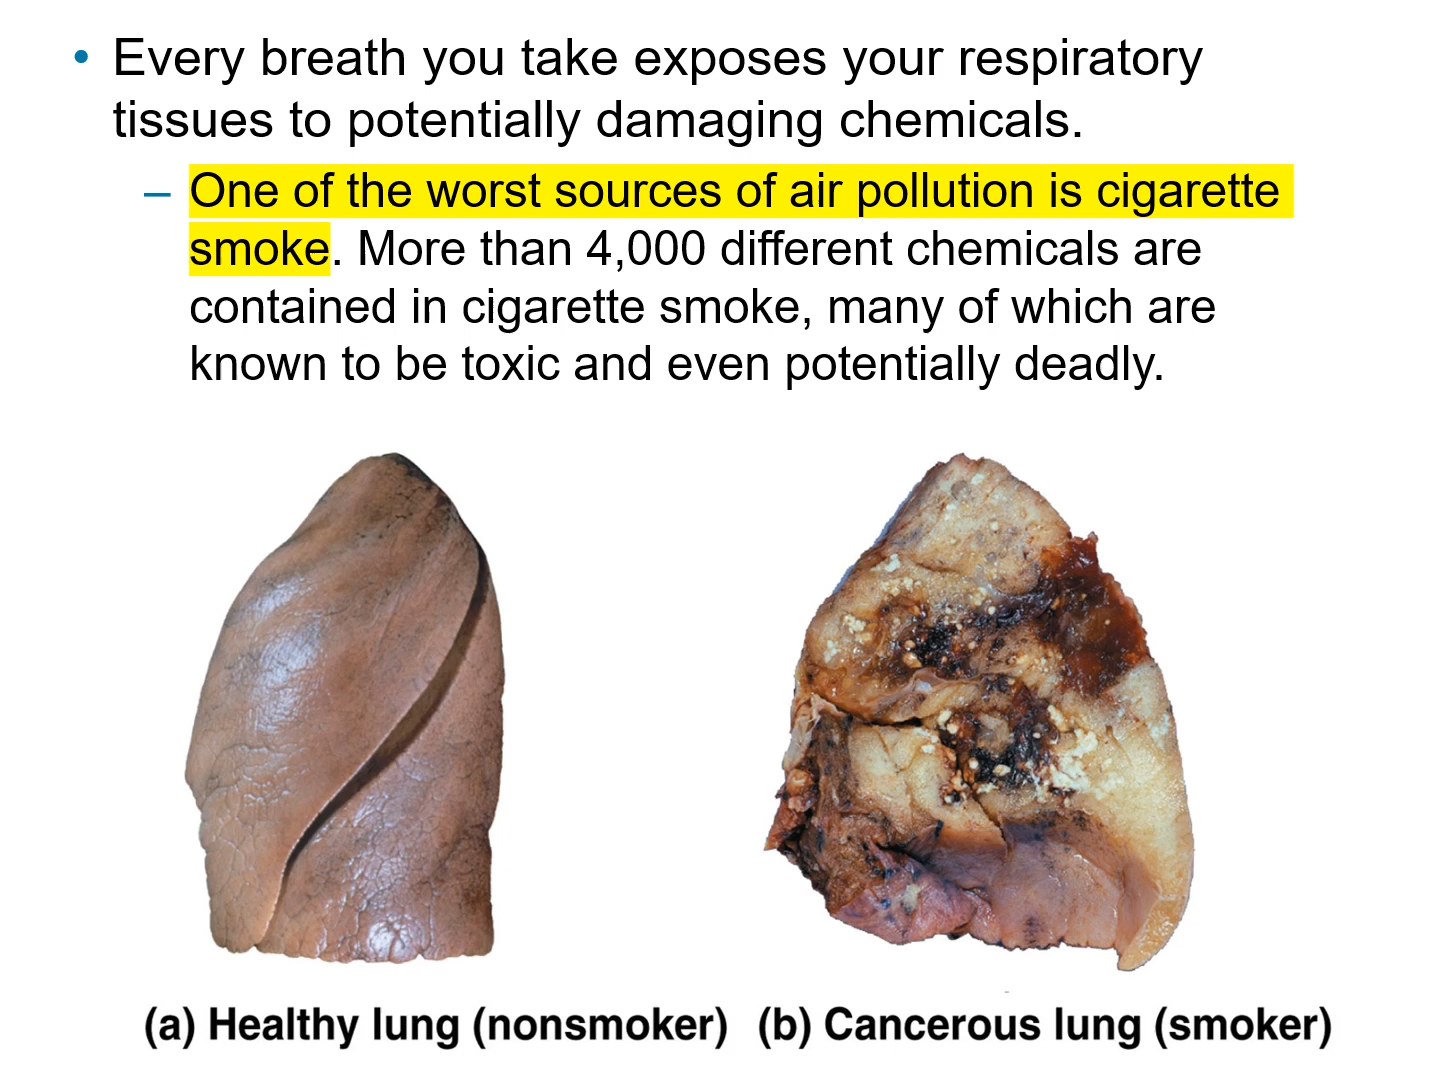 • Every breath you take exposes your respiratory
tissues to potentially damaging chemicals.
– One of the worst sources of air pollution is cigarette
smoke. More than 4,000 different chemicals are
contained in cigarette smoke, many of which are
known to be toxic and even potentially deadly.
(a) Healthy lung (nonsmoker) (b) Cancerous lung (smoker)